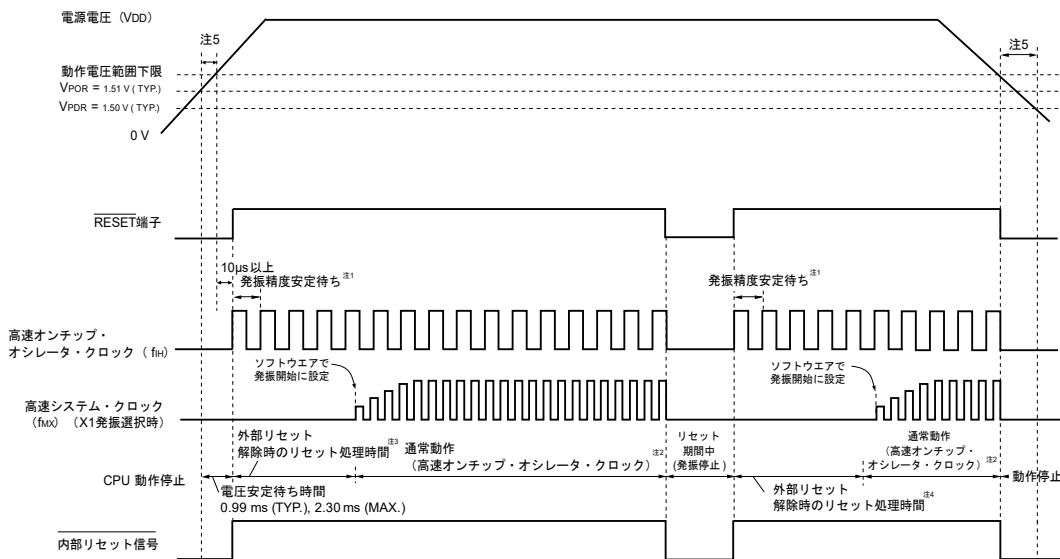 電源電圧（VDD）
注5
注5
動作電圧範囲下限
VPOR = 1.51 V ( TYP.)
VPDR = 1.50 V ( TYP.)
0 V
RESET端子
10μs以上
発振精度安定待ち 注1
発振精度安定待ち 注1
高速オンチップ・
オシレータ・クロック（ fIH）
ソフトウエアで
発振開始に設定
ソフトウエアで
発振開始に設定
高速システム・クロック
(fMX) （X1発振選択時）
外部リセット
解除時のリセット処理時間 注3
通常動作
（高速オンチップ・オシレータ・クロック） 注2
リセット
期間中
(発振停止)
通常動作
(高速オンチップ・
オシレータ・クロック) 注2
CPU 動作停止
動作停止
電圧安定待ち時間
0.99 ms (TYP.), 2.30 ms (MAX.)
外部リセット
解除時のリセット処理時間 注4
内部リセット信号